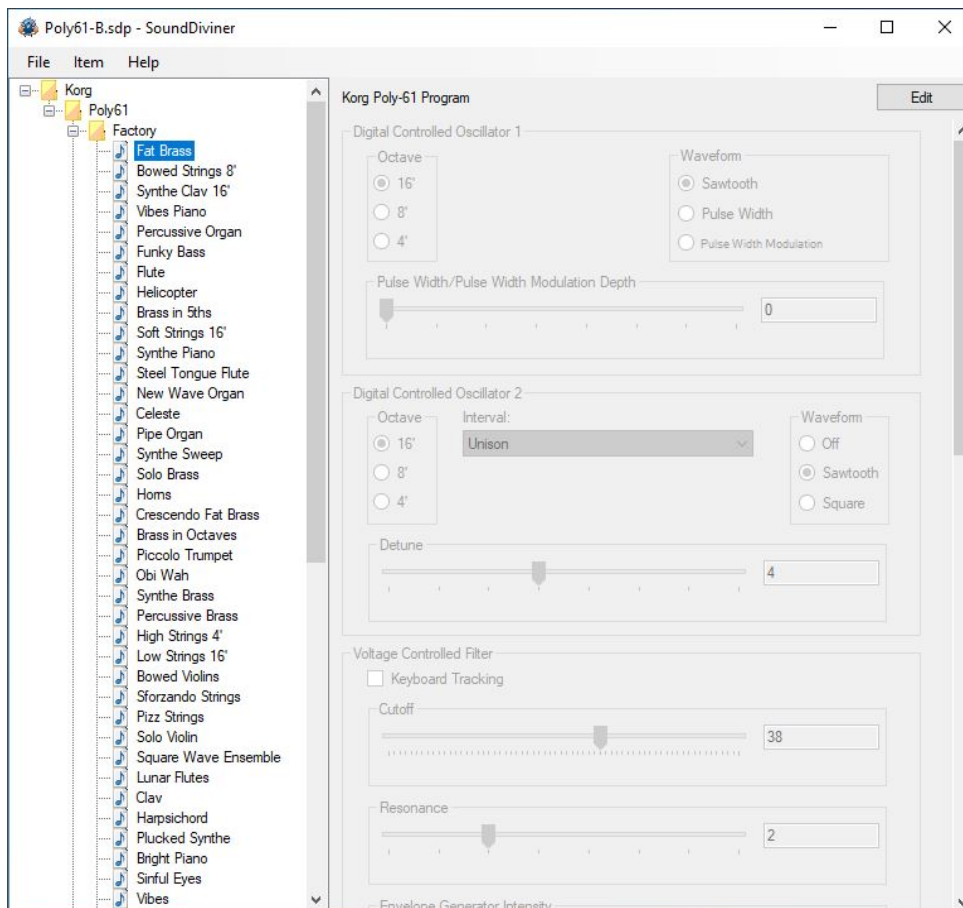 Poly61-B.sdp - SoundDiviner
File Item Help
Korg
Poly61
Factory
Fat Brass
Bowed Strings 8'
Synthe Clav 16'
Vibes Piano
Percussive Organ
Funky Bass
Flute
Helicopter
Brass in 5ths
Soft Strings 16'
Synthe Piano
Steel Tongue Flute
New Wave Organ
Celeste
Pipe Organ
Synthe Sweep
Solo Brass
Horns
Crescendo Fat Brass
Brass in Octaves
Piccolo Trumpet
Obi Wah
Synthe Brass
Percussive Brass
High Strings 4'
Low Strings 16'
Bowed Violins
Sforzando Strings
Pizz Strings
Solo Violin
Square Wave Ensemble
Lunar Flutes
Clav
Harpsichord
Plucked Synthe
Bright Piano
Sinful Eyes
Vibes
Korg Poly-61 Program
Edit
Digital Controlled Oscillator 1
Octave
16'
8'
4'
Waveform
Sawtooth
Pulse Width
Pulse Width Modulation
Pulse Width/Pulse Width Modulation Depth
0
Digital Controlled Oscillator 2
Octave
16'
8'
4'
Interval:
Unison
Waveform
Off
Sawtooth
Square
Detune
4
Voltage Controlled Filter
Keyboard Tracking
Cutoff
38
Resonance
2
Envelope Generator Intensity